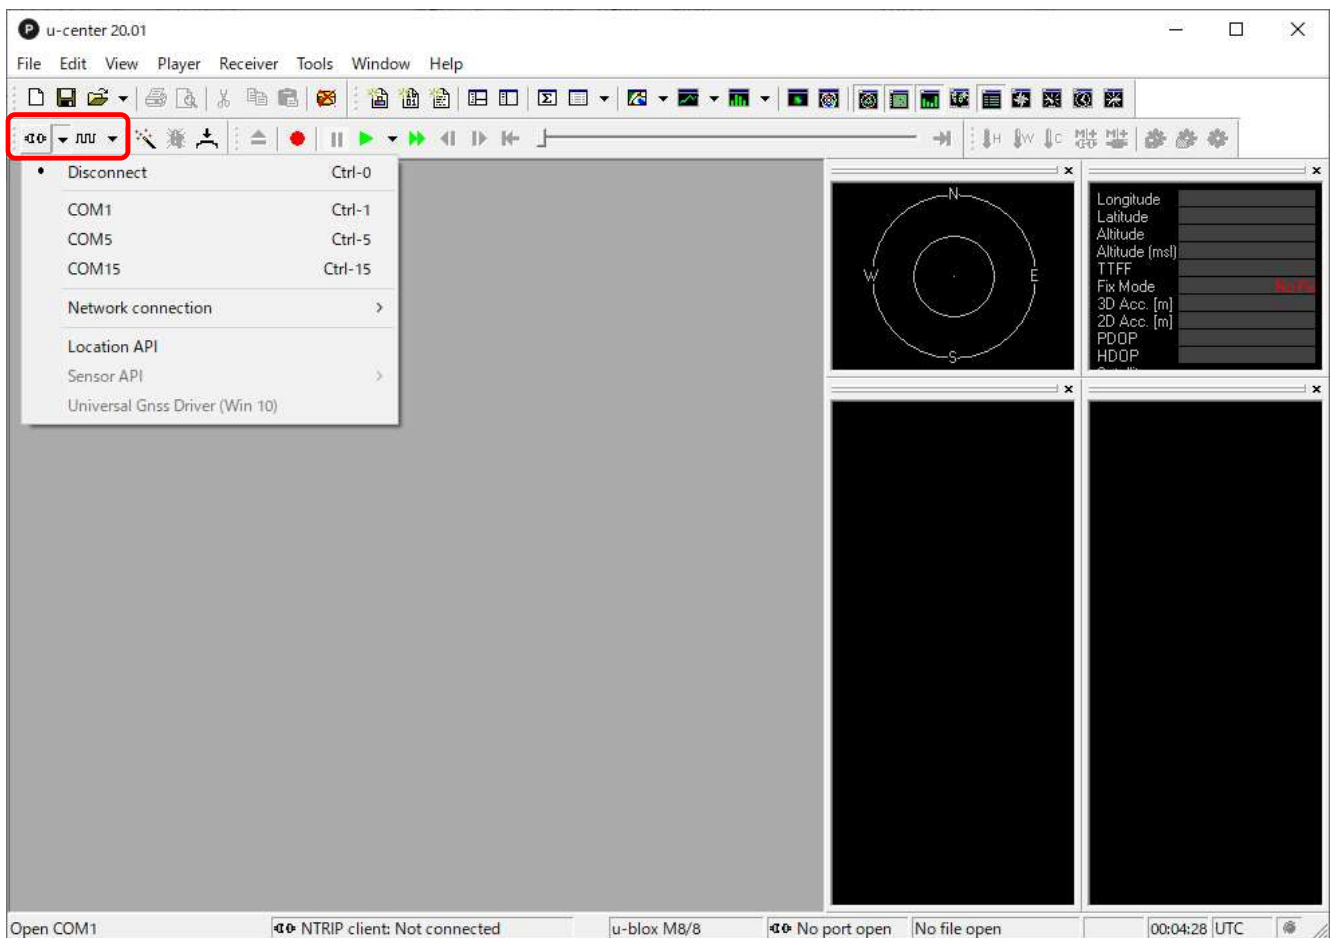 u-center 20.01
File Edit View Player Receiver Tools Window Help
H W C
Disconnect Ctrl-0
COM1 Ctrl-1
COM5 Ctrl-5
COM15 Ctrl-15
Network connection
Location API
Sensor API
Universal Gnss Driver (Win 10)
N
W E
S
Longitude
Latitude
Altitude
Altitude (msl)
TTFF
Fix Mode No Fix
3D Acc. [m]
2D Acc. [m]
PDOP
HDOP
Open COM1 NTRIP client: Not connected u-blox M8/8 No port open No file open 00:04:28 UTC